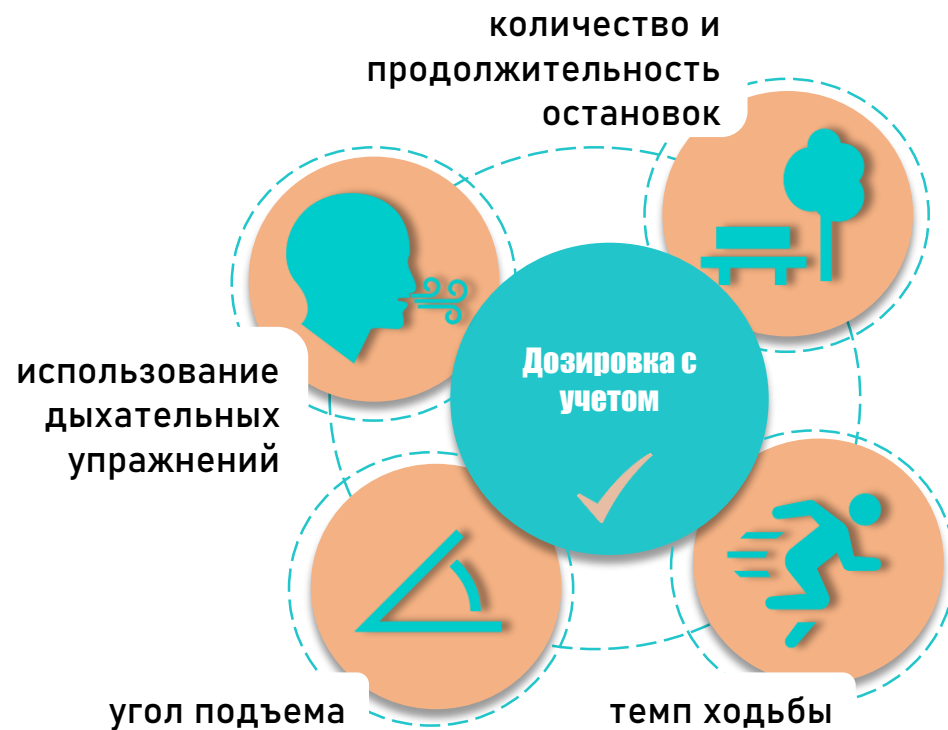 количество и
продолжительность
остановок
Дозировка с
учетом
использование
дыхательных
упражнений
угол подъема
темп ходьбы